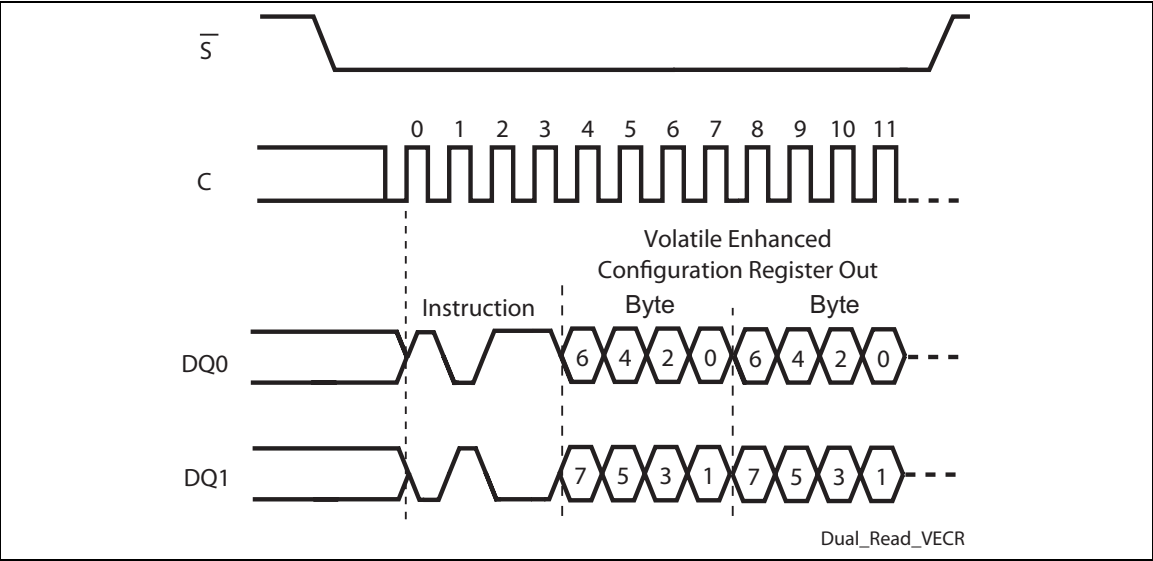 S
0 1 2 3 4 5 6 7 8 9 10 11
C
Volatile Enhanced
Configuration Register Out
Instruction Byte Byte
DQ0 6 4 2 0 6 4 2 0
DQ1 7 5 3 1 7 5 3 1
Dual_Read_VECR